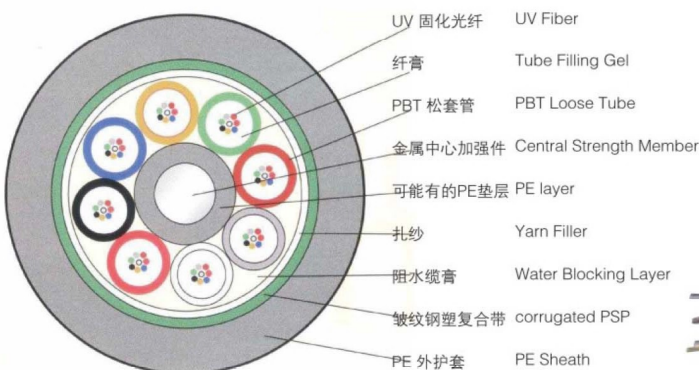 UV 固化光纤 UV Fiber
纤膏 Tube Filling Gel
PBT 松套管 PBT Loose Tube
金属中心加强件 Central Strength Member
可能有的PE垫层 PE layer
扎纱 Yarn Filler
阻水缆膏 Water Blocking Layer
皱纹钢塑复合带 corrugated PSP
PE 外护套 PE Sheath